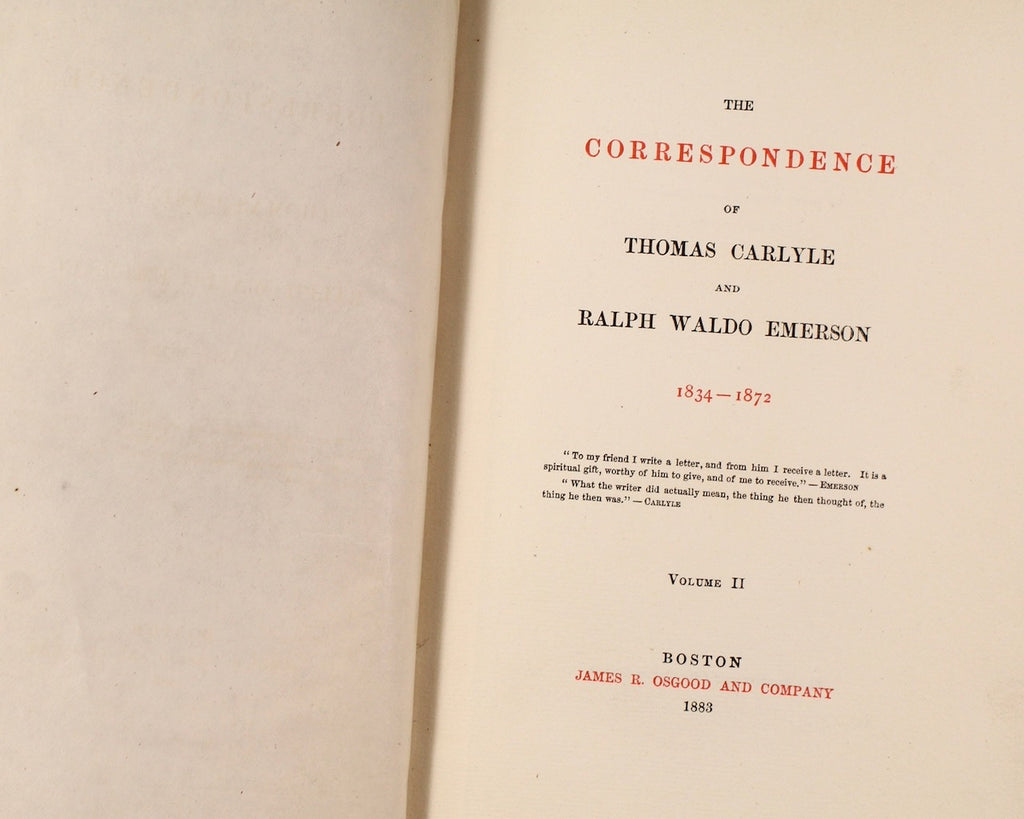 THE
CORRESPONDENCE
OF
THOMAS CARLYLE
AND
RALPH WALDO EMERSON
1834 — 1872
“ To my friend I write a letter, and from him I receive a letter. It is a
spiritual gift, worthy of him to give, and of me to receive.” — EMERSON
“ What the writer did actually mean, the thing he then thought of, the
thing he then was.” — CARLYLE
VOLUME II
BOSTON
JAMES R. OSGOOD AND COMPANY
1883